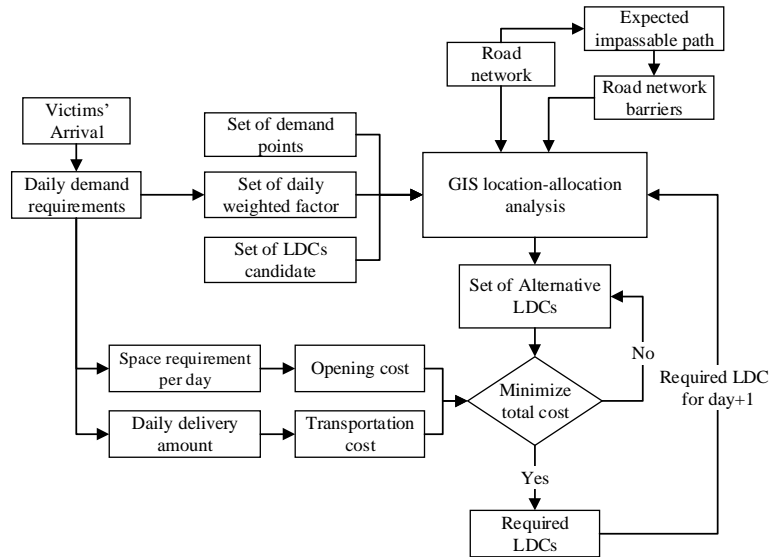 Expected
impassable path
Road
network
Road network
barriers
Victims'
Arrival
Set of demand
points
Daily demand
requirements
Set of daily
weighted factor
GIS location-allocation
analysis
Set of LDCs
candidate
Set of Alternative
LDCs
No
Required LDC
for day+1
Space requirement
per day
Opening cost
Minimize
total cost
Daily delivery
amount
Transportation
cost
Yes
Required
LDCs